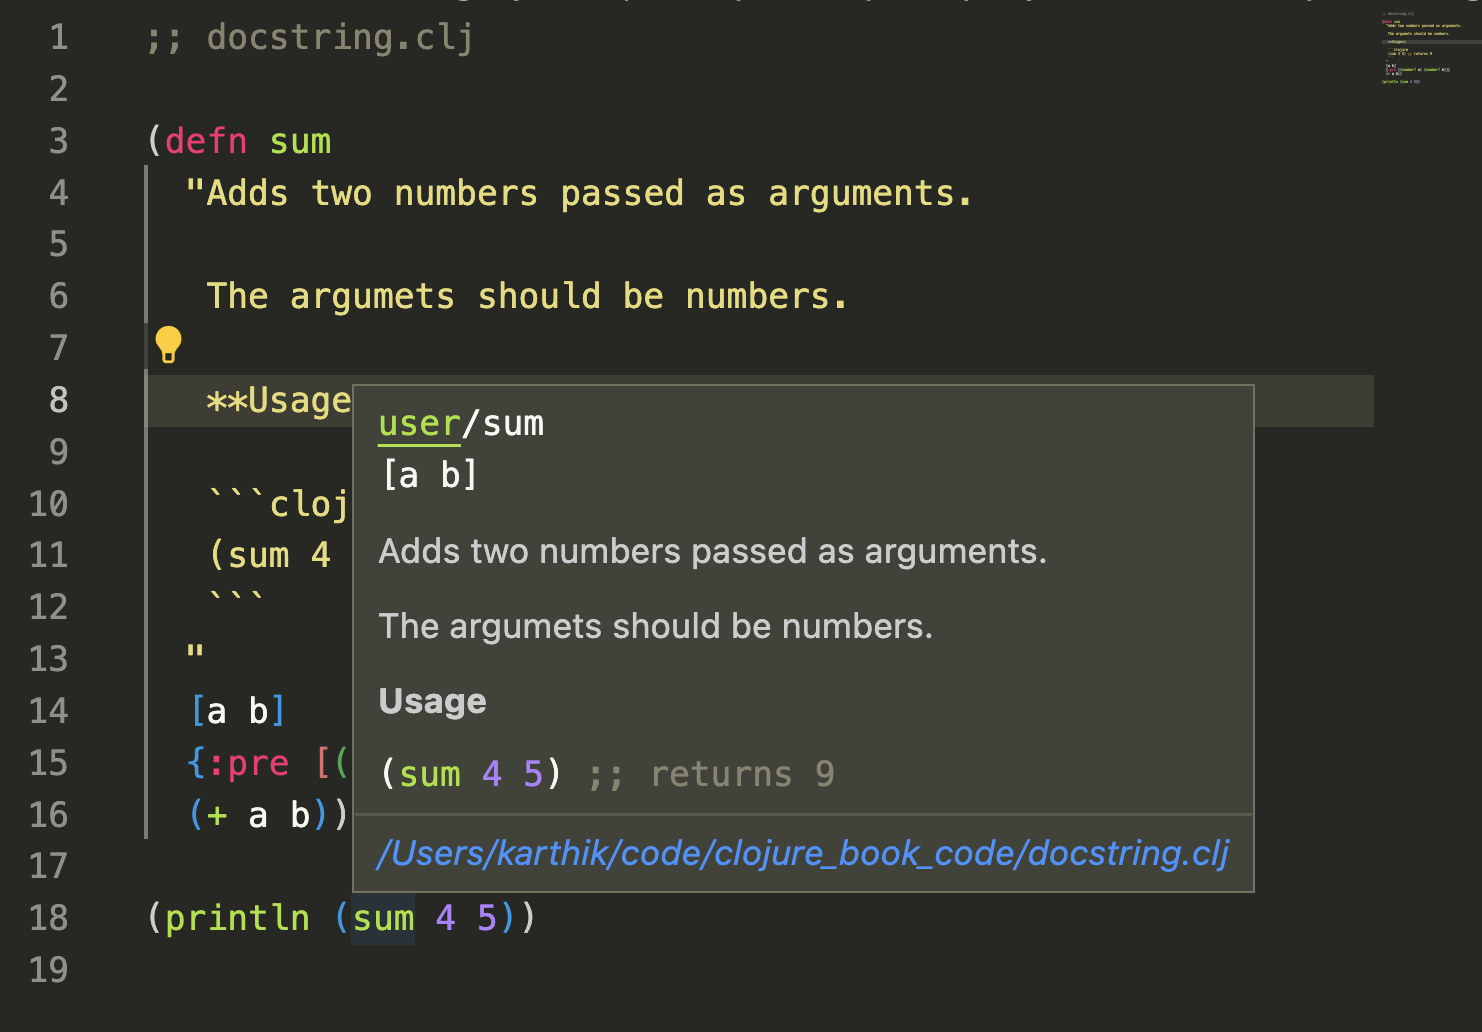 1 ;; docstring.clj
2
3 (defn sum
4 "Adds two numbers passed as arguments.
5
6 The argumets should be numbers.
7
8 **Usage
9
10 ```cloj
11 (sum 4
12 ```
13 "
14 [a b]
15 {:pre [(
16 (+ a b))
17
18 (println (sum 4 5))
19
user/sum
[a b]
Adds two numbers passed as arguments.
The argumets should be numbers.
Usage
(sum 4 5) ;; returns 9
/Users/karthik/code/clojure_book_code/docstring.clj